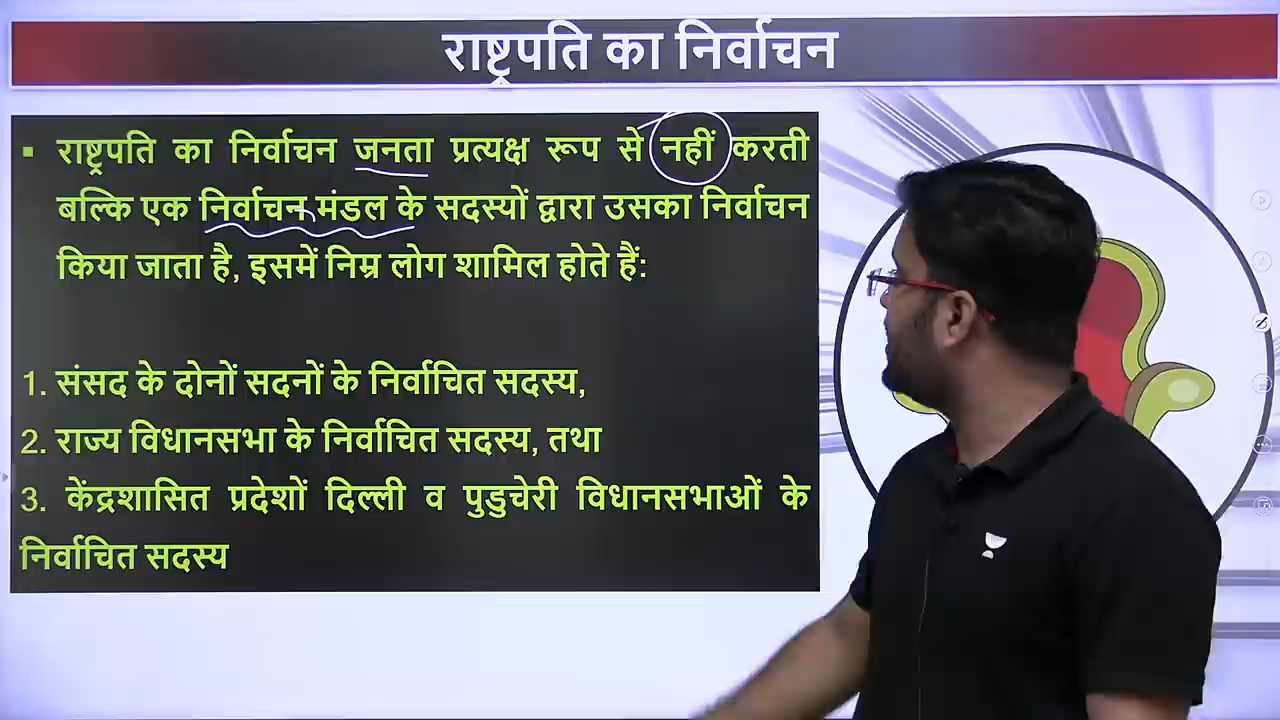 राष्ट्रपति का निर्वाचन
▪ राष्ट्रपति का निर्वाचन जनता प्रत्यक्ष रूप से नहीं करती
बल्कि एक निर्वाचन मंडल के सदस्यों द्वारा उसका निर्वाचन
किया जाता है, इसमें निम्र लोग शामिल होते हैं:
1. संसद के दोनों सदनों के निर्वाचित सदस्य,
2. राज्य विधानसभा के निर्वाचित सदस्य, तथा
3. केंद्रशासित प्रदेशों दिल्ली व पुडुचेरी विधानसभाओं के
निर्वाचित सदस्य